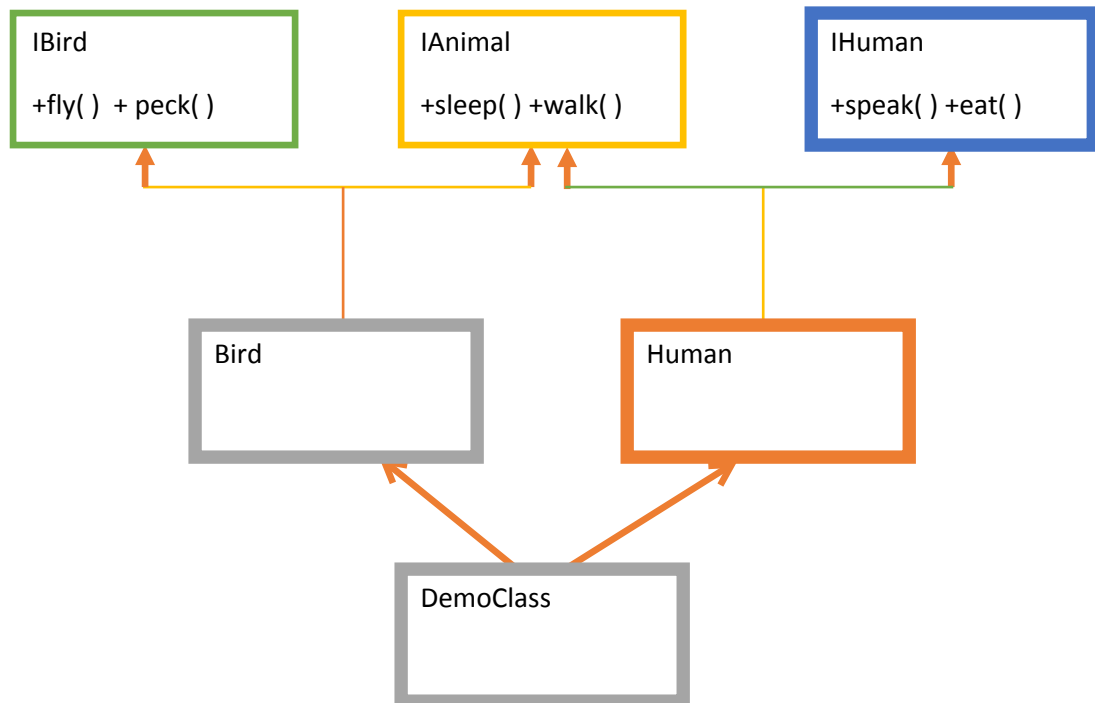 IBird
+fly( )  + peck( )
IAnimal
+sleep( ) +walk( )
IHuman
+speak( ) +eat( )
Bird
Human
DemoClass